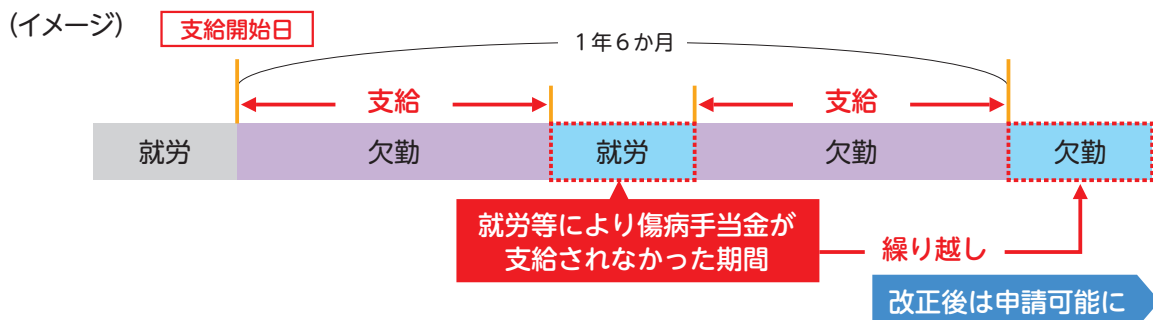 (イメージ)
支給開始日
1年6か月
支給
支給
就労
欠勤
就労
欠勤
欠勤
就労等により傷病手当金が
支給されなかった期間
繰り越し
改正後は申請可能に